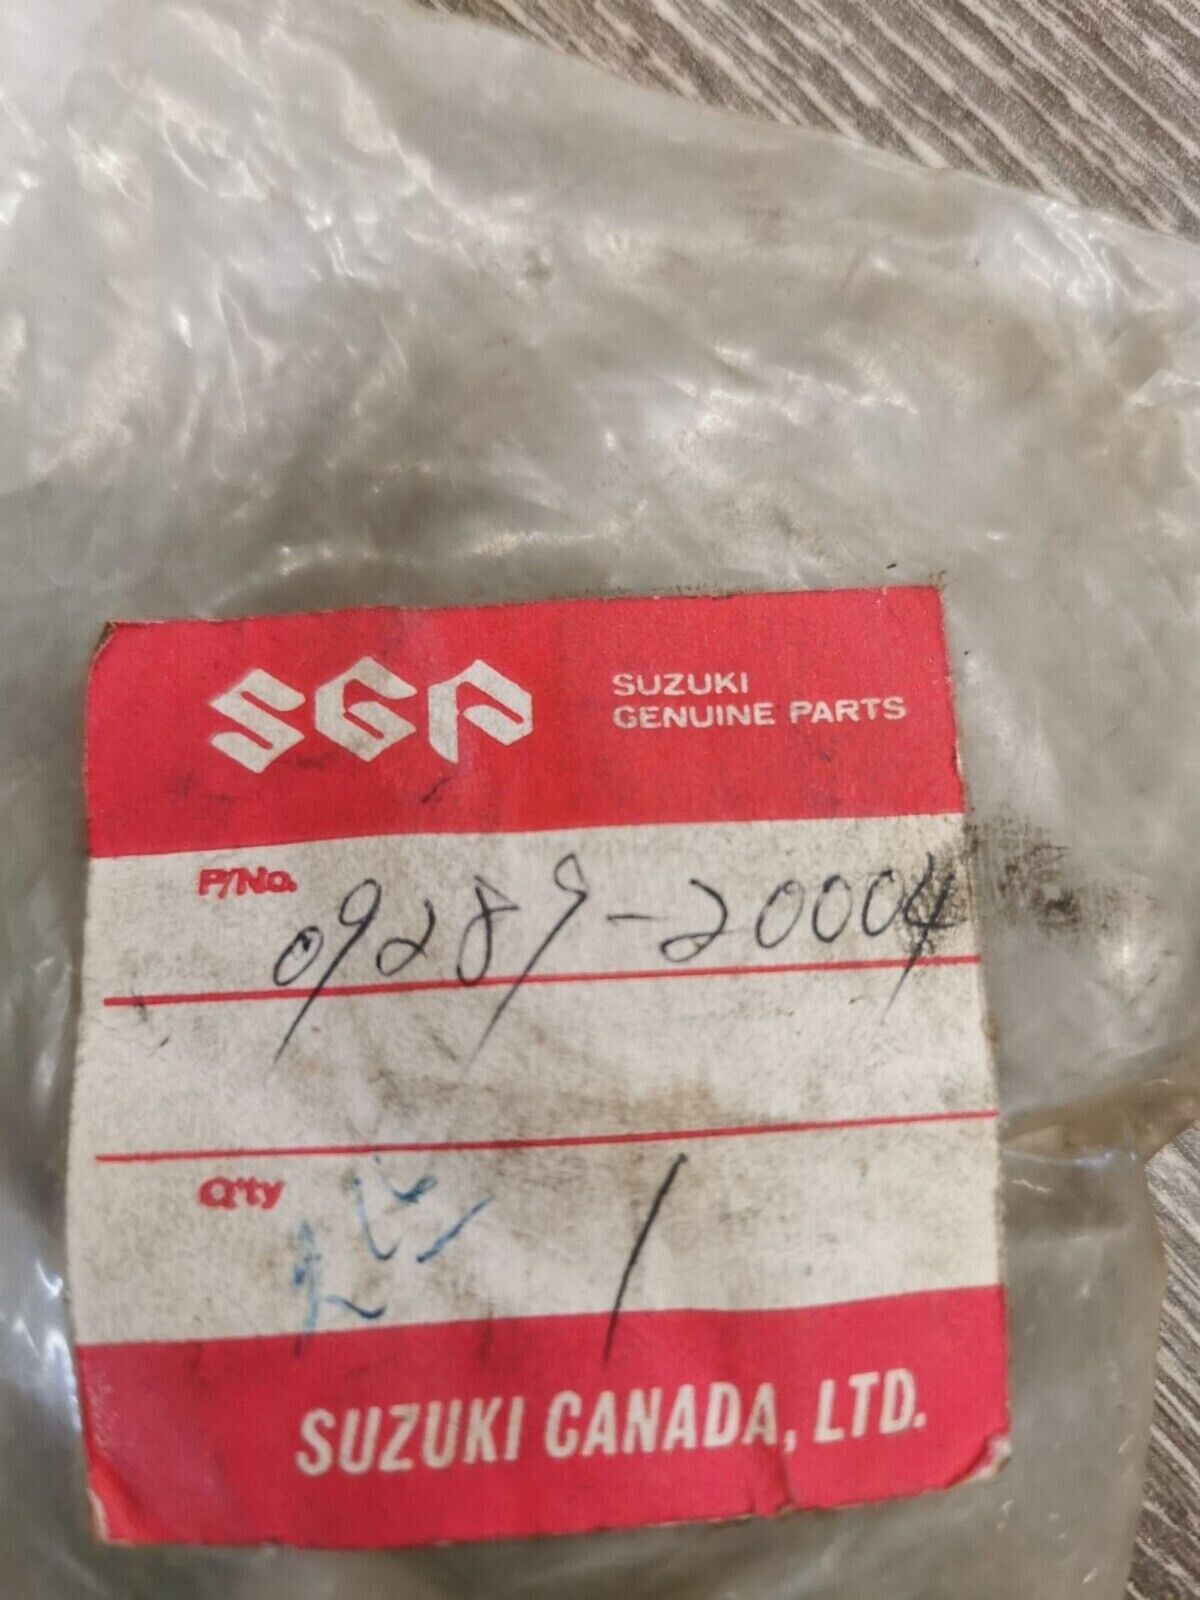 SGP
SUZUKI
GENUINE PARTS
P/No.
09289-20004
Q'ty
1
SUZUKI CANADA, LTD.